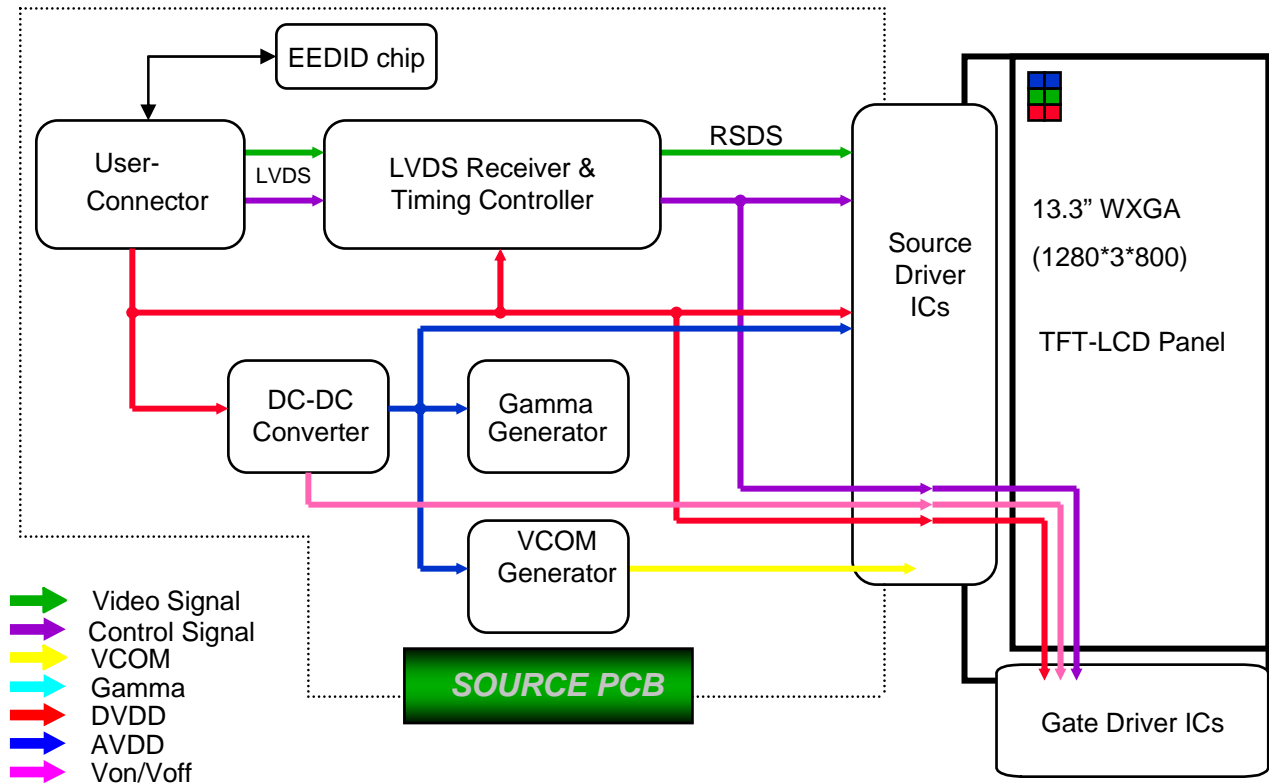 EEDID chip
User-
Connector
LVDS
LVDS Receiver &
Timing Controller
RSDS
Source
Driver
ICs
13.3” WXGA
(1280*3*800)
TFT-LCD Panel
DC-DC
Converter
Gamma
Generator
VCOM
Generator
Video Signal
Control Signal
VCOM
Gamma
DVDD
AVDD
Von/Voff
SOURCE PCB
Gate Driver ICs